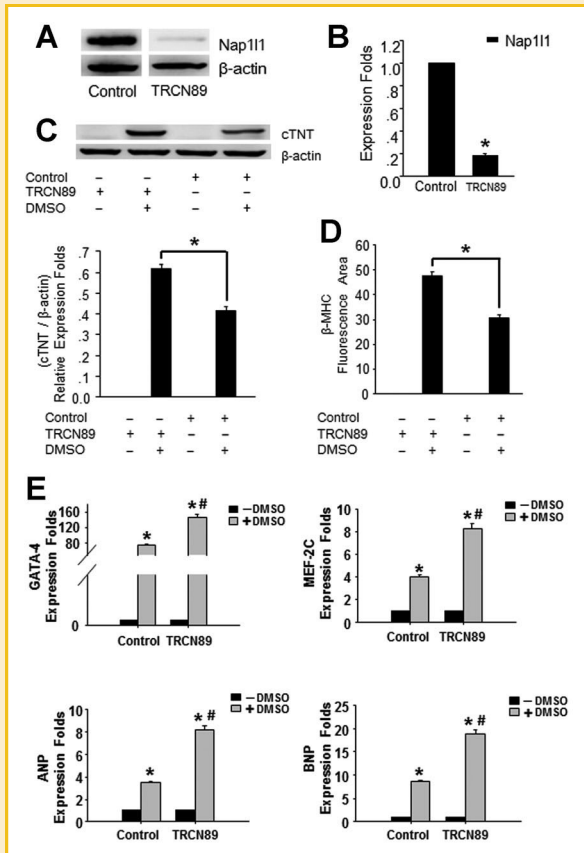 A
Nap1l1
β-actin
Control TRCN89
B
Nap1l1
Expression Folds
1.2
1.0
.8
.6
.4
.2
0
*
Control TRCN89
C
cTNT
β-actin
Control – – + +
TRCN89 + + – –
DMSO – + – +
(cTNT / β-actin)
Relative Expression Folds
.7
.6
.5
.4
.3
.2
.1
0.0
*
Control – – + +
TRCN89 + + – –
DMSO – + – +
D
β-MHC
Fluorescence Area
60
50
40
30
20
10
0
*
Control – – + +
TRCN89 + + – –
DMSO – + – +
E
GATA-4
Expression Folds
160
120
80
0
*
*#
–DMSO
+DMSO
Control TRCN89
MEF-2C
Expression Folds
10
8
6
4
2
0
*
*#
–DMSO
+DMSO
Control TRCN89
ANP
Expression Folds
10
8
6
4
2
0
*
*#
–DMSO
+DMSO
Control TRCN89
BNP
Expression Folds
25
20
15
10
5
0
*
*#
–DMSO
+DMSO
Control TRCN89